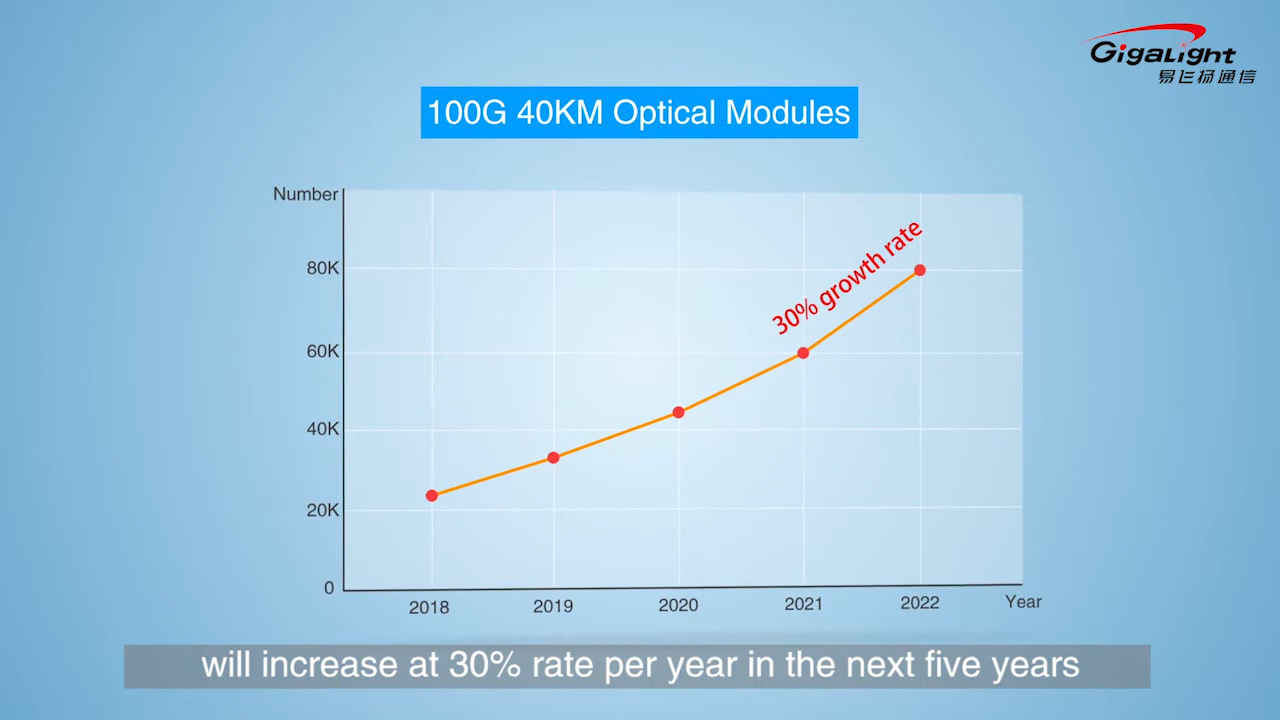 GigaLight
易飞扬通信
100G 40KM Optical Modules
Number
80K
60K
40K
20K
0
30% growth rate
2018 2019 2020 2021 2022 Year
will increase at 30% rate per year in the next five years